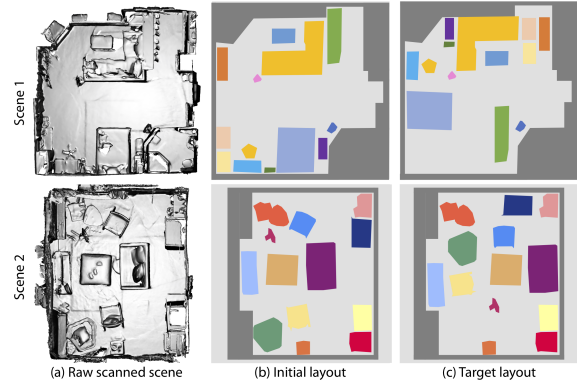 Scene 1
Scene 2
(a) Raw scanned scene
(b) Initial layout
(c) Target layout